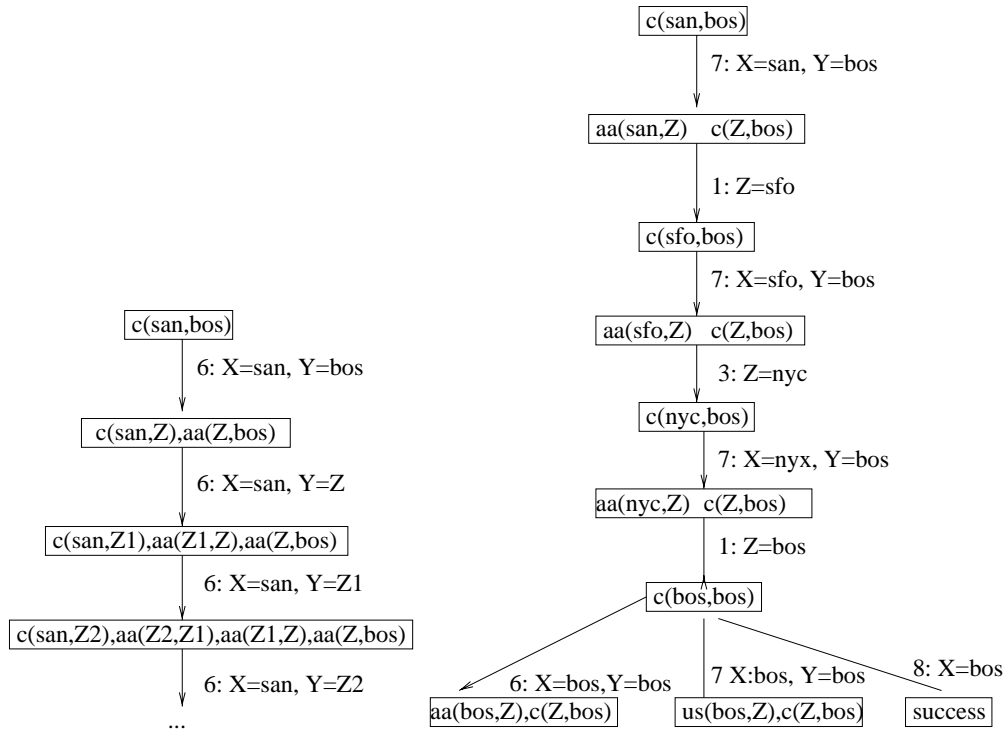 c(san,bos)
6: X=san, Y=bos
c(san,Z),aa(Z,bos)
6: X=san, Y=Z
c(san,Z1),aa(Z1,Z),aa(Z,bos)
6: X=san, Y=Z1
c(san,Z2),aa(Z2,Z1),aa(Z1,Z),aa(Z,bos)
6: X=san, Y=Z2
...
c(san,bos)
7: X=san, Y=bos
aa(san,Z) c(Z,bos)
1: Z=sfo
c(sfo,bos)
7: X=sfo, Y=bos
aa(sfo,Z) c(Z,bos)
3: Z=nyc
c(nyc,bos)
7: X=nyx, Y=bos
aa(nyc,Z) c(Z,bos)
1: Z=bos
c(bos,bos)
6: X=bos,Y=bos
7 X:bos, Y=bos
8: X=bos
aa(bos,Z),c(Z,bos)
us(bos,Z),c(Z,bos)
success